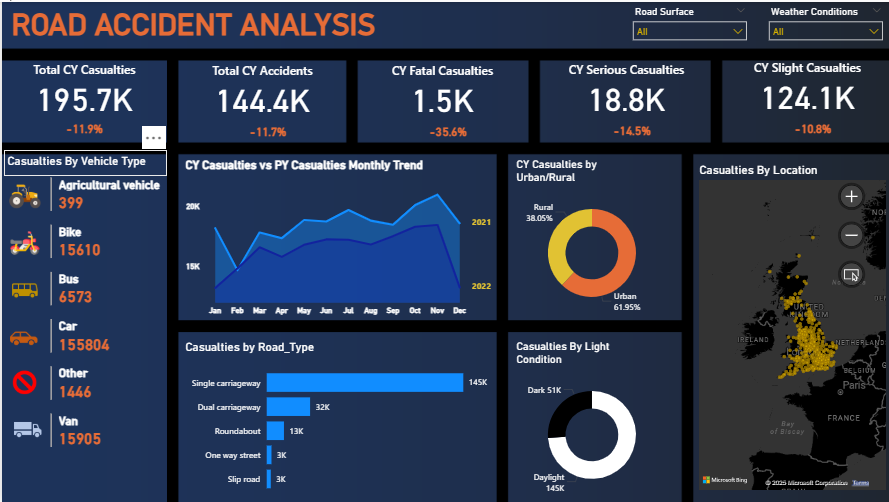 ROAD ACCIDENT ANALYSIS
Road Surface
All
Weather Conditions
All
Total CY Casualties
195.7K
-11.9%
Total CY Accidents
144.4K
-11.7%
CY Fatal Casualties
1.5K
-35.6%
CY Serious Casualties
18.8K
-14.5%
CY Slight Casualties
124.1K
-10.8%
Casualties By Vehicle Type
Agricultural vehicle
399
Bike
15610
Bus
6573
Car
155804
Other
1446
Van
15905
CY Casualties vs PY Casualties Monthly Trend
20K
15K
2021
2022
Jan Feb Mar Apr May Jun Jul Aug Sep Oct Nov Dec
CY Casualties by
Urban/Rural
Rural
38.05%
Urban
61.95%
Casualties by Road_Type
Single carriageway 145K
Dual carriageway 32K
Roundabout 13K
One way street 3K
Slip road 3K
Casualties By Light
Condition
Dark 51K
Daylight
145K
Casualties By Location
UNITED
IRELAND
NETHERLAND
BELGIUM
Paris
FRANCE
Bay
of Biscay
Microsoft Bing
© 2025 Microsoft Corporation Terms